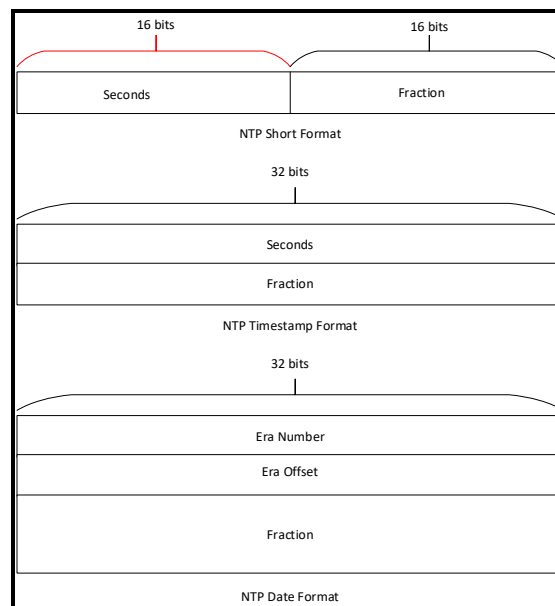 16 bits 16 bits
Seconds Fraction
NTP Short Format
32 bits
Seconds
Fraction
NTP Timestamp Format
32 bits
Era Number
Era Offset
Fraction
NTP Date Format